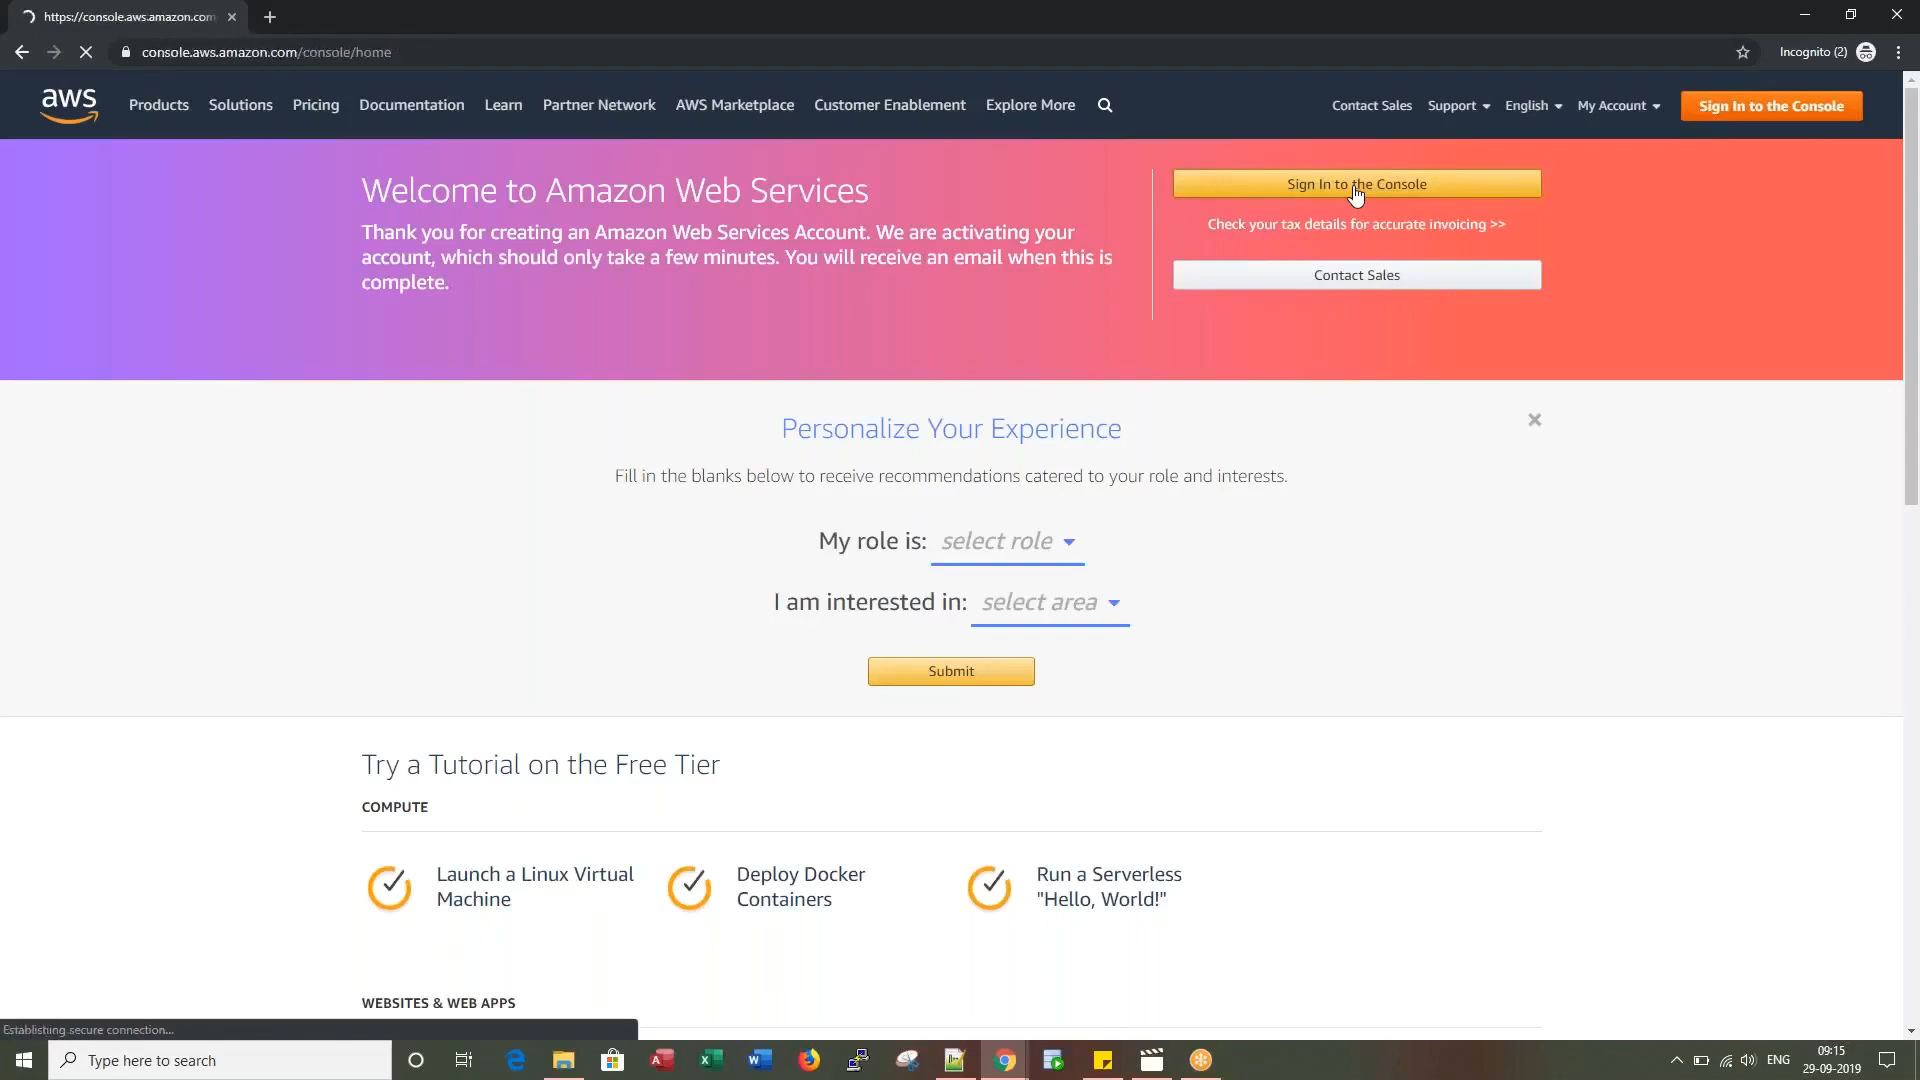 https://console.aws.amazon.com
console.aws.amazon.com/console/home
Incognito (2)
aws
Products
Solutions
Pricing
Documentation
Learn
Partner Network
AWS Marketplace
Customer Enablement
Explore More
Contact Sales
Support
English
My Account
Sign In to the Console
Welcome to Amazon Web Services
Thank you for creating an Amazon Web Services Account. We are activating your
account, which should only take a few minutes. You will receive an email when this is
complete.
Sign In to the Console
Check your tax details for accurate invoicing >>
Contact Sales
Personalize Your Experience
Fill in the blanks below to receive recommendations catered to your role and interests.
My role is: select role
I am interested in: select area
Submit
Try a Tutorial on the Free Tier
COMPUTE
Launch a Linux Virtual
Machine
Deploy Docker
Containers
Run a Serverless
"Hello, World!"
WEBSITES & WEB APPS
Establishing secure connection...
Type here to search
ENG
09:15
29-09-2019